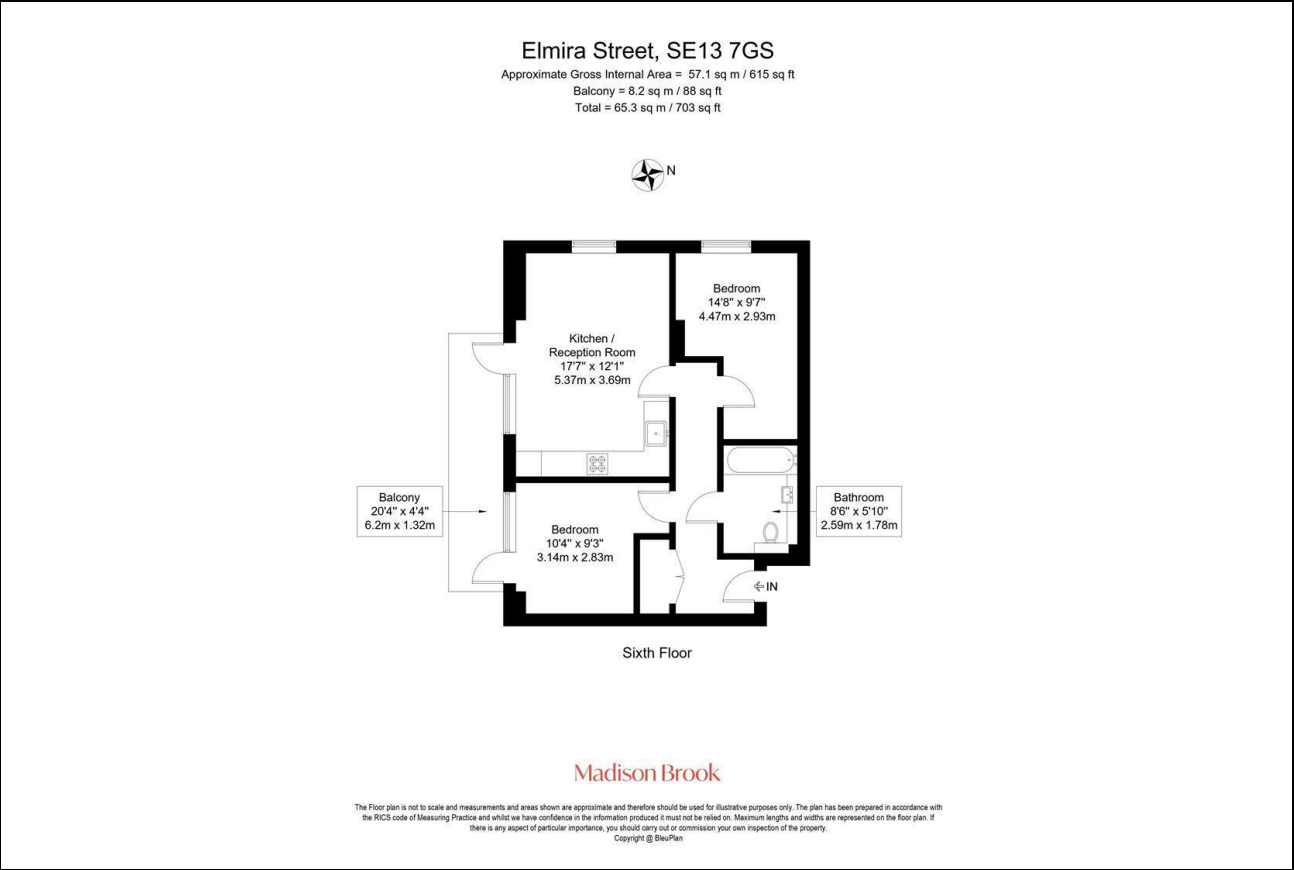 Elmira Street, SE13 7GS
Approximate Gross Internal Area = 57.1 sq m / 615 sq ft
Balcony = 8.2 sq m / 88 sq ft
Total = 65.3 sq m / 703 sq ft
N
Bedroom
14'8" x 9'7"
4.47m x 2.93m
Kitchen /
Reception Room
17'7" x 12'1"
5.37m x 3.69m
Balcony
20'4" x 4'4"
6.2m x 1.32m
Bathroom
8'6" x 5'10"
2.59m x 1.78m
Bedroom
10'4" x 9'3"
3.14m x 2.83m
IN
Sixth Floor
Madison Brook
The Floor plan is not to scale and measurements and areas shown are approximate and therefore should be used for illustrative purposes only. The plan has been prepared in accordance with
the RICS code of Measuring Practice and whilst we have confidence in the information produced it must not be relied on. Maximum lengths and widths are represented on the floor plan. If
there is any aspect of particular importance, you should carry out or commission your own inspection of the property.
Copyright @ BleuPlan